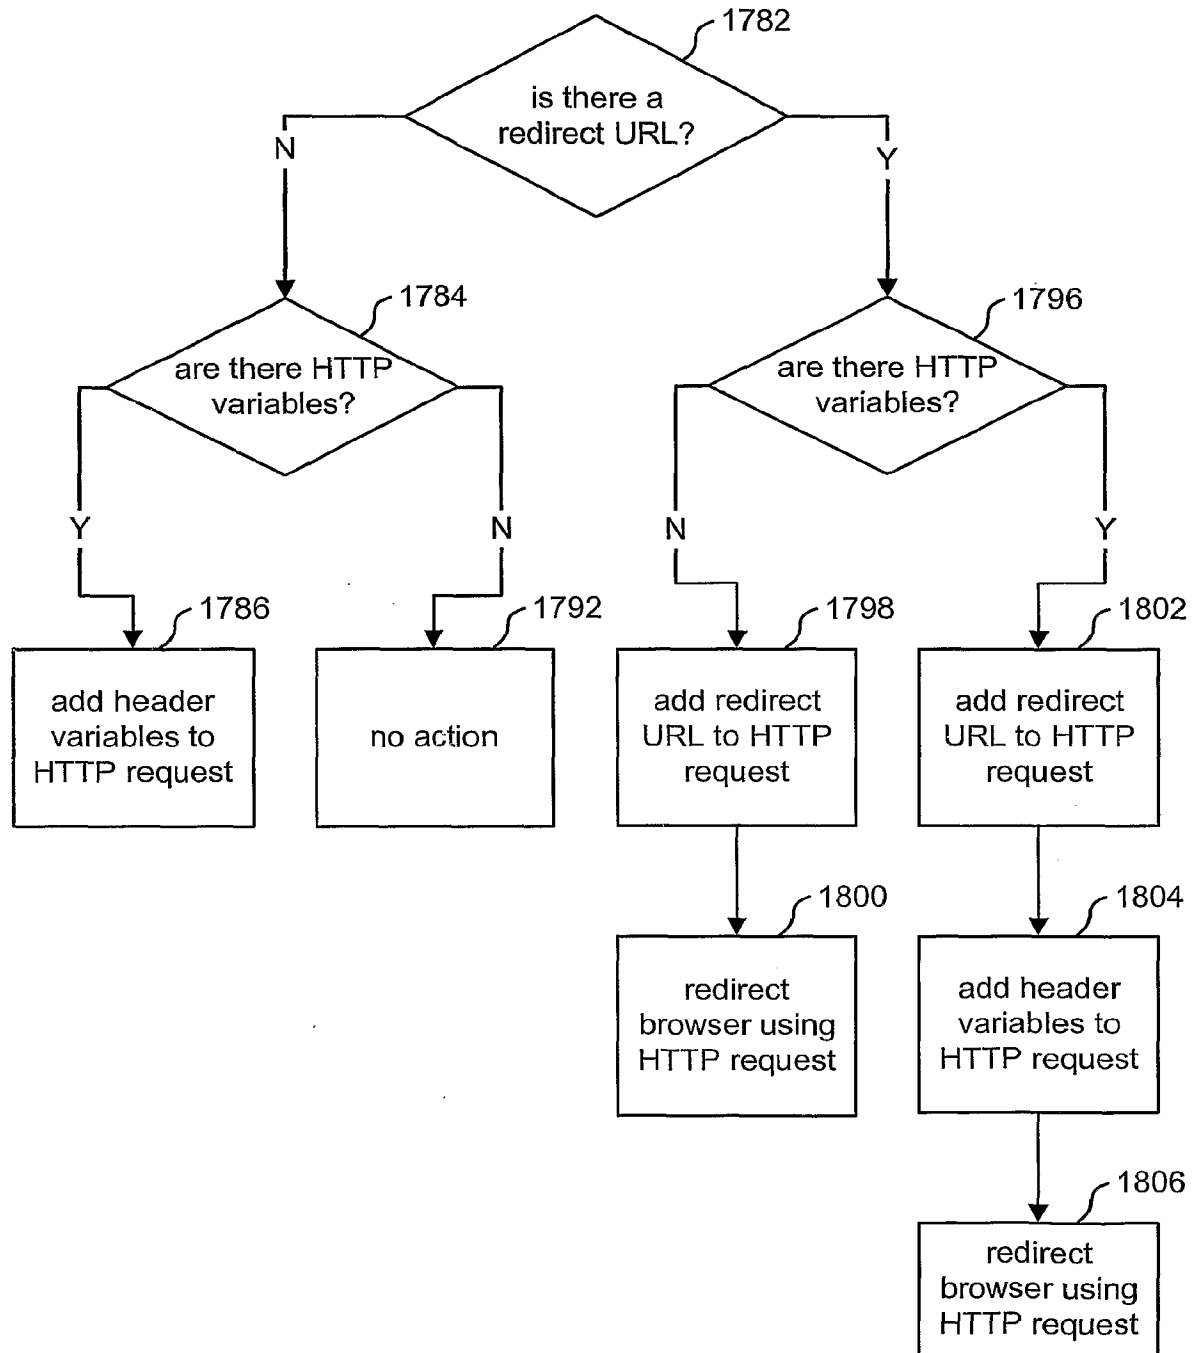 1782
is there a
redirect URL?
N
Y
1784
1796
are there HTTP
variables?
are there HTTP
variables?
Y
N
N
Y
1786
1792
1798
1802
add header
variables to
HTTP request
no action
add redirect
URL to HTTP
request
add redirect
URL to HTTP
request
1800
1804
redirect
browser using
HTTP request
add header
variables to
HTTP request
1806
redirect
browser using
HTTP request